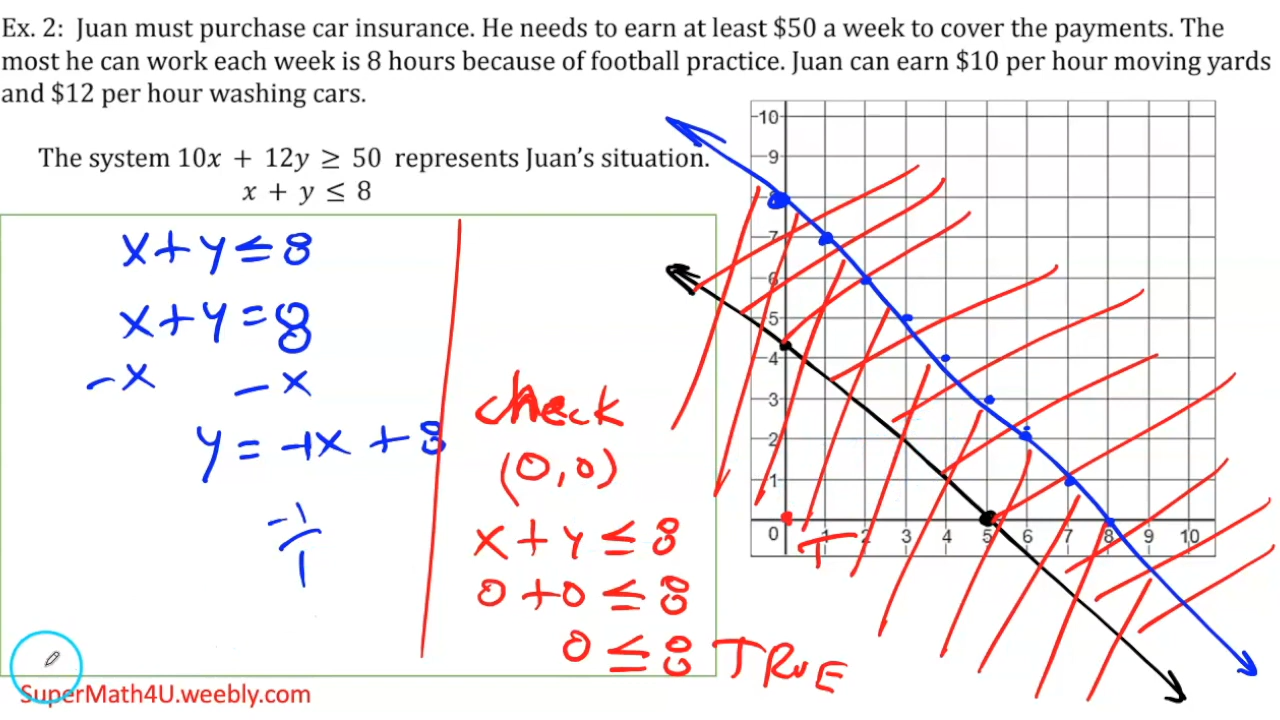 Ex. 2: Juan must purchase car insurance. He needs to earn at least $50 a week to cover the payments. The
most he can work each week is 8 hours because of football practice. Juan can earn $10 per hour moving yards
and $12 per hour washing cars.
The system 10x + 12y ≥ 50 represents Juan's situation.
x + y ≤ 8
x+y≤8
x+y=8
-x -x
y = -1x + 8
-1
1
check
(0,0)
x + y ≤ 8
0 + 0 ≤ 8
0 ≤ 8 TRUE
10
9
8
7
6
5
4
3
2
1
0 1 2 3 4 5 6 7 8 9 10
T
SuperMath4U.weebly.com